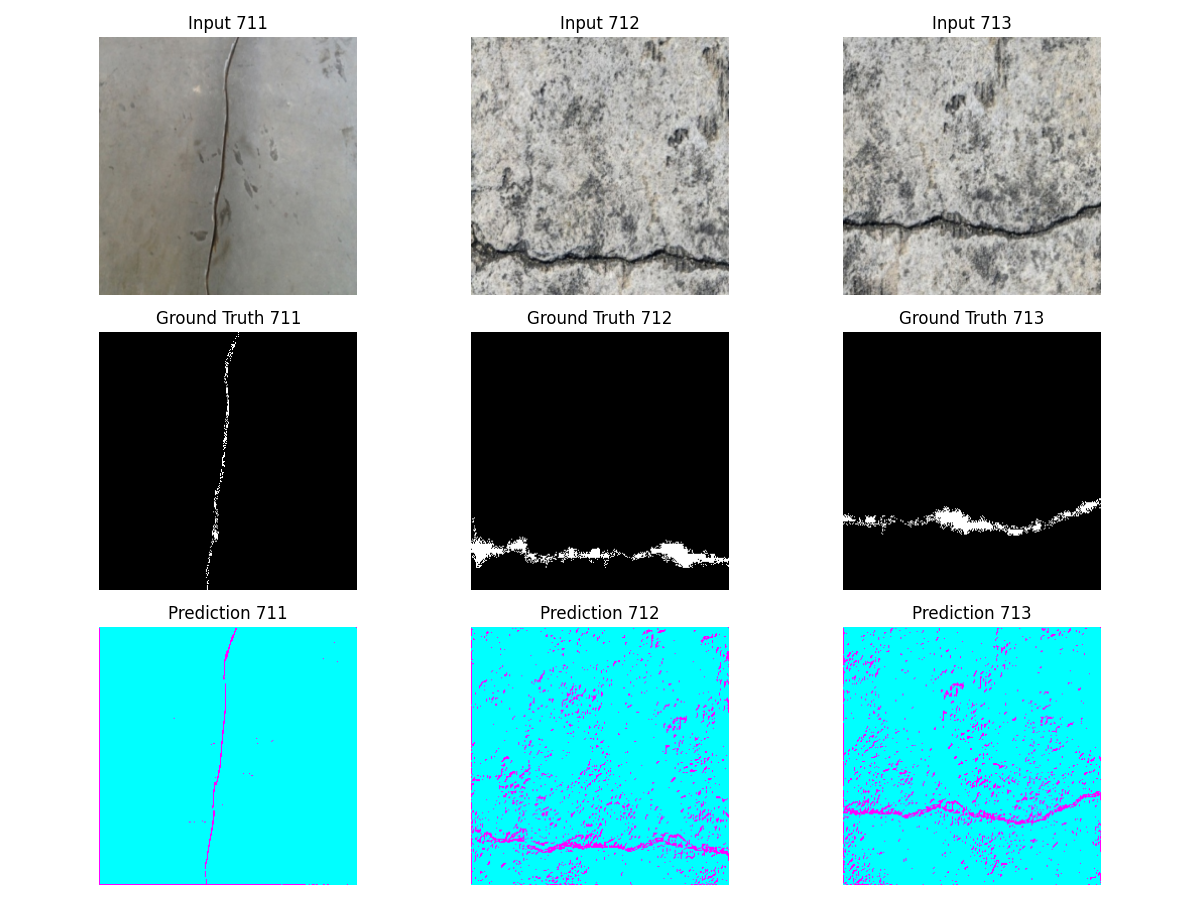 Input 711
Input 712
Input 713
Ground Truth 711
Ground Truth 712
Ground Truth 713
Prediction 711
Prediction 712
Prediction 713